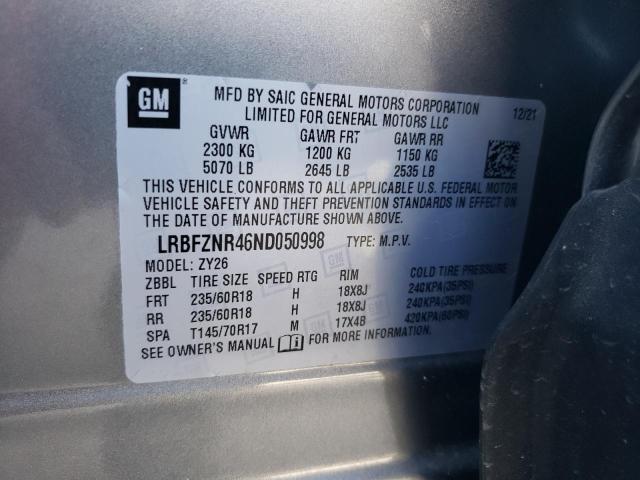 GM ®
MFD BY SAIC GENERAL MOTORS CORPORATION 12/21
LIMITED FOR GENERAL MOTORS LLC
GVWR GAWR FRT GAWR RR
2300 KG 1200 KG 1150 KG
5070 LB 2645 LB 2535 LB
THIS VEHICLE CONFORMS TO ALL APPLICABLE U.S. FEDERAL MOTOR
VEHICLE SAFETY AND THEFT PREVENTION STANDARDS IN EFFECT ON
THE DATE OF MANUFACTURE SHOWN ABOVE.
LRBFZNR46ND050998 TYPE: M.P.V.
MODEL: ZY26
ZBBL TIRE SIZE SPEED RTG RIM COLD TIRE PRESSURE
FRT 235/60R18 H 18X8J 240KPA(35PSI)
RR 235/60R18 H 18X8J 240KPA(35PSI)
SPA T145/70R17 M 17X4B 420KPA(60PSI)
SEE OWNER'S MANUAL FOR MORE INFORMATION.